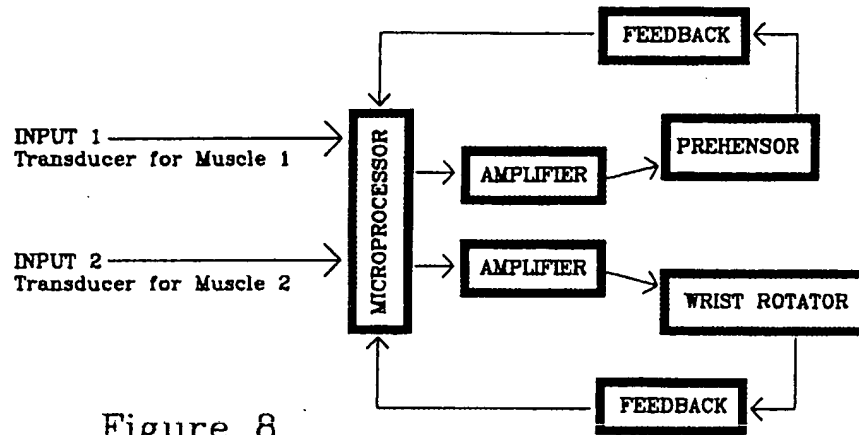 FEEDBACK
INPUT 1
Transducer for Muscle 1
MICROPROCESSOR
AMPLIFIER
PREHENSOR
INPUT 2
Transducer for Muscle 2
AMPLIFIER
WRIST ROTATOR
FEEDBACK
Figure 8